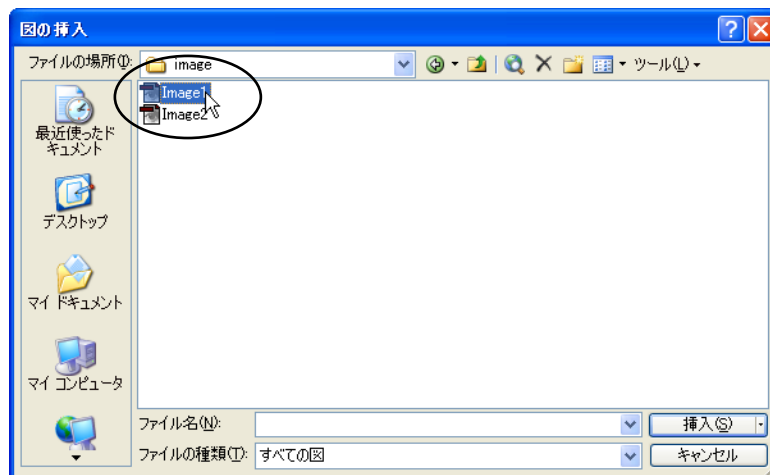 図の挿入
ファイルの場所(I):
image
ツール(L)
Image1
Image2
最近使ったド
キュメント
デスクトップ
マイ ドキュメント
マイ コンピュータ
ファイル名(N):
挿入(S)
ファイルの種類(T):
すべての図
キャンセル